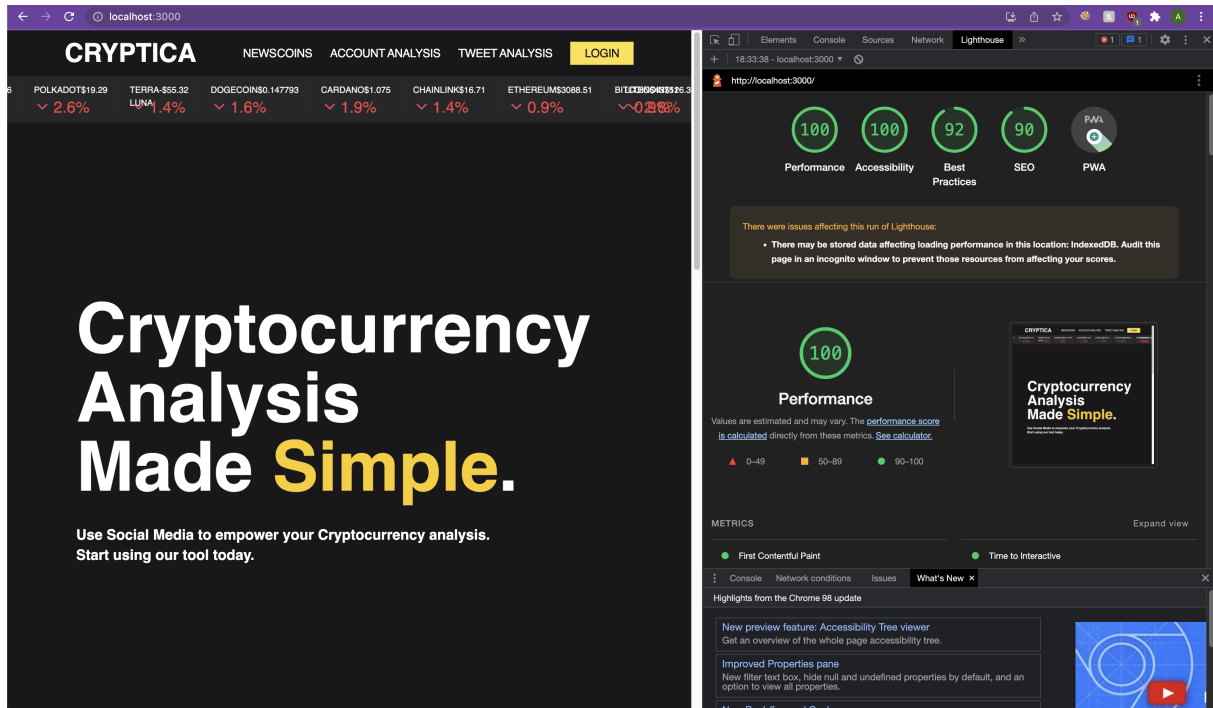 localhost:3000
CRYPTICA NEWSCOINS ACCOUNT ANALYSIS TWEET ANALYSIS LOGIN
6 POLKADOT$19.29 TERRA-$55.32 DOGECOIN$0.147793 CARDANO$1.075 CHAINLINK$16.71 ETHEREUM$3088.51
LUNA
2.6% 1.4% 1.6% 1.9% 1.4% 0.9%
Cryptocurrency
Analysis
Made Simple.
Use Social Media to empower your Cryptocurrency analysis.
Start using our tool today.
Elements Console Sources Network Lighthouse » 1 1
18:33:38 - localhost:3000
http://localhost:3000/
100 100 92 90 PWA
Performance Accessibility Best SEO PWA
Practices
There were issues affecting this run of Lighthouse:
• There may be stored data affecting loading performance in this location: IndexedDB. Audit this
page in an incognito window to prevent those resources from affecting your scores.
100
Performance
Values are estimated and may vary. The performance score
is calculated directly from these metrics. See calculator.
0–49 50–89 90–100
CRYPTICA
Cryptocurrency
Analysis
Made Simple.
METRICS Expand view
First Contentful Paint Time to Interactive
Console Network conditions Issues What's New ×
Highlights from the Chrome 98 update
New preview feature: Accessibility Tree viewer
Get an overview of the whole page accessibility tree.
Improved Properties pane
New filter text box, hide null and undefined properties by default, and an
option to view all properties.